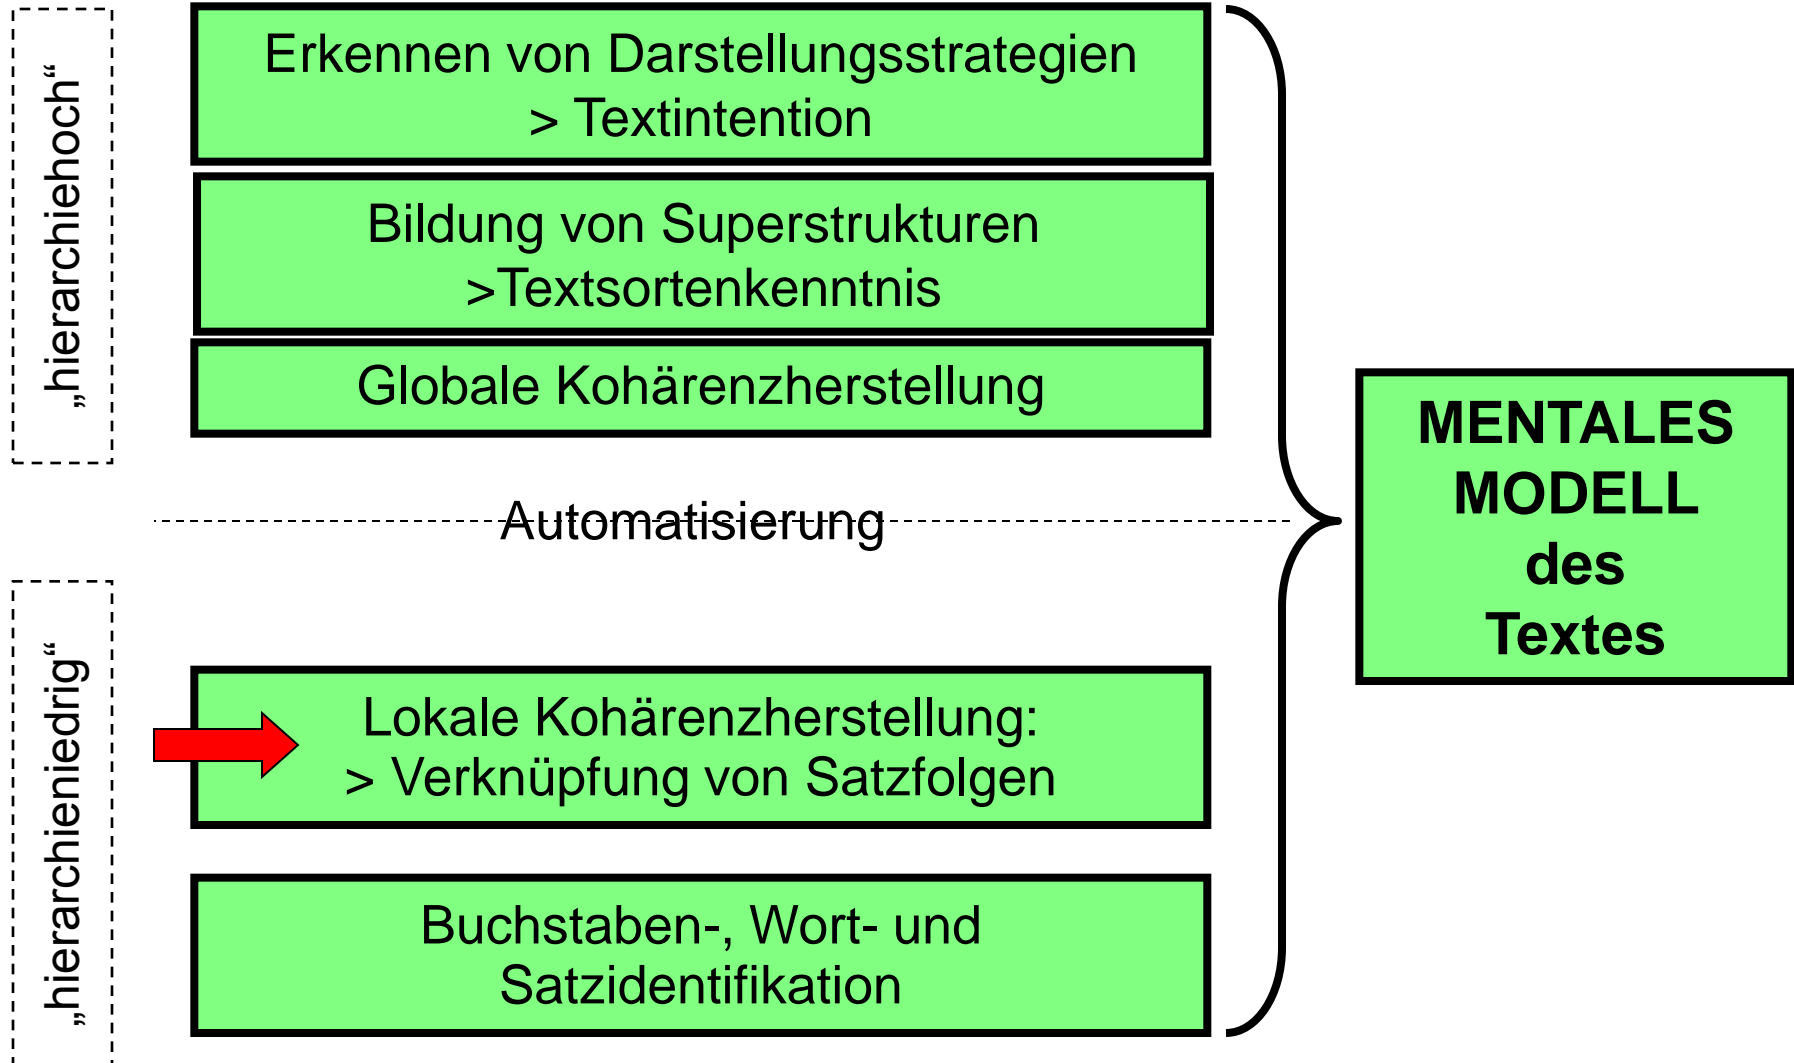 „hierarchiehoch“
Erkennen von Darstellungsstrategien
> Textintention
Bildung von Superstrukturen
>Textsortenkenntnis
Globale Kohärenzherstellung
Automatisierung
„hierarchieniedrig“
Lokale Kohärenzherstellung:
> Verknüpfung von Satzfolgen
Buchstaben-, Wort- und
Satzidentifikation
MENTALES
MODELL
des
Textes